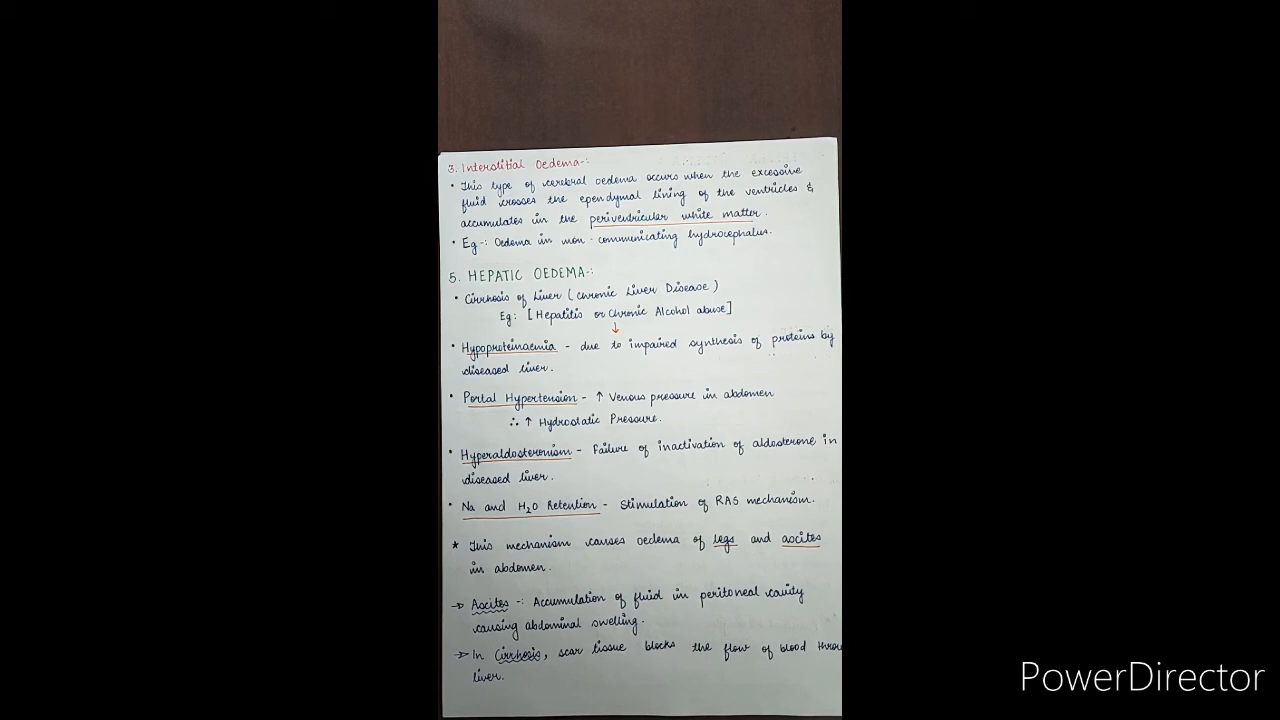 3. Interstitial Oedema-:
• This type of cerebral oedema occurs when the excessive
fluid crosses the ependymal lining of the ventricles &
accumulates in the periventricular white matter.
• Eg-: Oedema in non-communicating hydrocephalus.
5. HEPATIC OEDEMA-:
• Cirrhosis of Liver (Chronic Liver Disease)
Eg: [Hepatitis or Chronic Alcohol abuse]
↓
• Hypoproteinaemia - due to impaired synthesis of proteins by
diseased liver.
• Portal Hypertension - ↑ Venous pressure in abdomen
∴ ↑ Hydrostatic Pressure.
• Hyperaldosteronism - Failure of inactivation of aldosterone in
diseased liver.
• Na and H₂O Retention - Stimulation of RAS mechanism.
* This mechanism causes oedema of legs and ascites
in abdomen.
→ Ascites -: Accumulation of fluid in peritoneal cavity
causing abdominal swelling.
→ In Cirrhosis, scar tissue blocks the flow of blood throu
liver.
PowerDirector